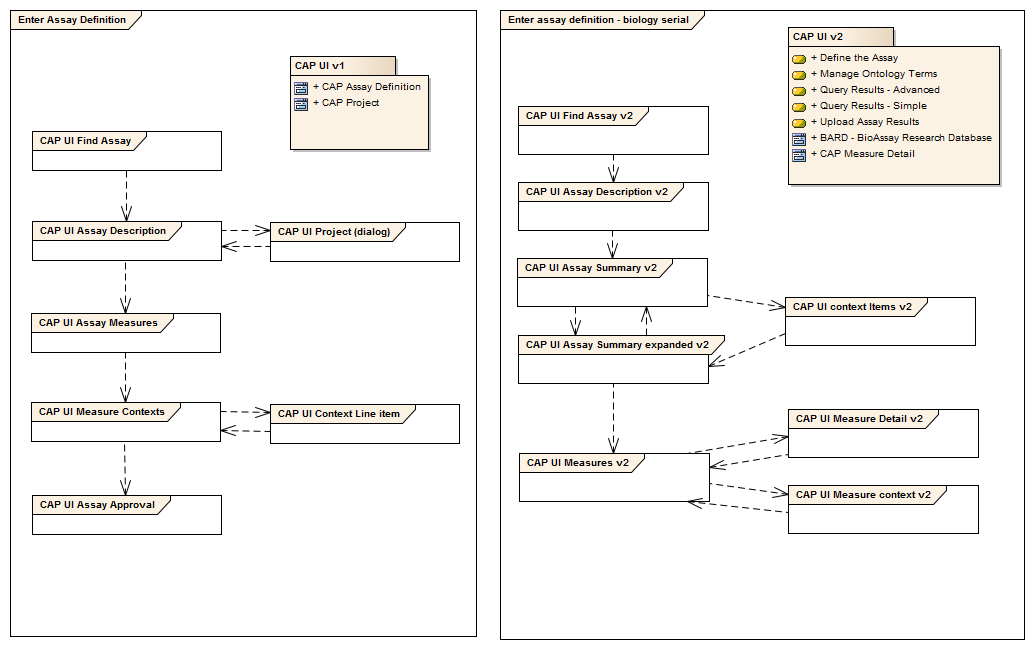 Enter Assay Definition
CAP UI v1
+ CAP Assay Definition
+ CAP Project
CAP UI Find Assay
CAP UI Assay Description
CAP UI Project (dialog)
CAP UI Assay Measures
CAP UI Measure Contexts
CAP UI Context Line item
CAP UI Assay Approval
Enter assay definition - biology serial
CAP UI v2
+ Define the Assay
+ Manage Ontology Terms
+ Query Results - Advanced
+ Query Results - Simple
+ Upload Assay Results
+ BARD - BioAssay Research Database
+ CAP Measure Detail
CAP UI Find Assay v2
CAP UI Assay Description v2
CAP UI Assay Summary v2
CAP UI context Items v2
CAP UI Assay Summary expanded v2
CAP UI Measure Detail v2
CAP UI Measures v2
CAP UI Measure context v2